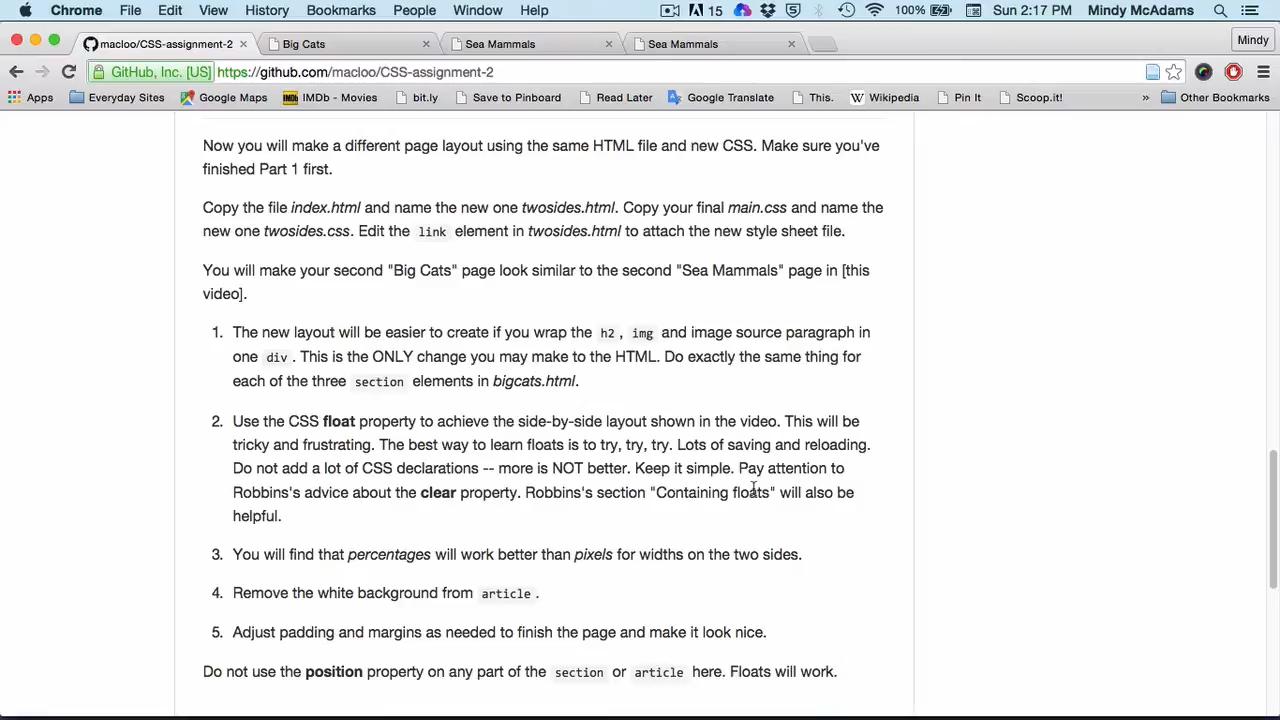 Chrome File Edit View History Bookmarks People Window Help 15 100% Sun 2:17 PM Mindy McAdams
macloo/CSS-assignment-2 × Big Cats × Sea Mammals × Sea Mammals × Mindy
GitHub, Inc. [US] https://github.com/macloo/CSS-assignment-2
Apps Everyday Sites Google Maps IMDb - Movies bit.ly Save to Pinboard Read Later Google Translate This. Wikipedia Pin It Scoop.it! » Other Bookmarks
Now you will make a different page layout using the same HTML file and new CSS. Make sure you've
finished Part 1 first.
Copy the file index.html and name the new one twosides.html. Copy your final main.css and name the
new one twosides.css. Edit the link element in twosides.html to attach the new style sheet file.
You will make your second "Big Cats" page look similar to the second "Sea Mammals" page in [this
video].
1. The new layout will be easier to create if you wrap the h2, img and image source paragraph in
one div. This is the ONLY change you may make to the HTML. Do exactly the same thing for
each of the three section elements in bigcats.html.
2. Use the CSS float property to achieve the side-by-side layout shown in the video. This will be
tricky and frustrating. The best way to learn floats is to try, try, try. Lots of saving and reloading.
Do not add a lot of CSS declarations -- more is NOT better. Keep it simple. Pay attention to
Robbins's advice about the clear property. Robbins's section "Containing floats" will also be
helpful.
3. You will find that percentages will work better than pixels for widths on the two sides.
4. Remove the white background from article.
5. Adjust padding and margins as needed to finish the page and make it look nice.
Do not use the position property on any part of the section or article here. Floats will work.